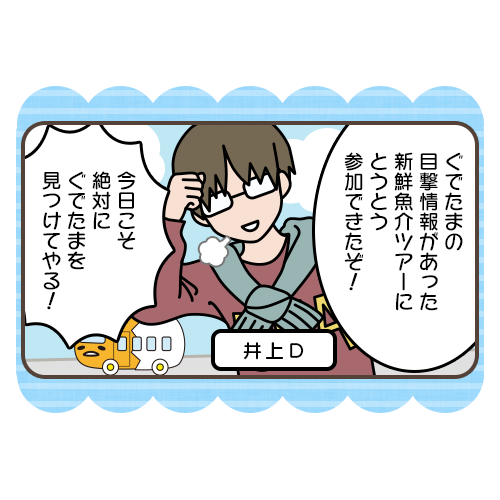 ぐでたまの
目撃情報があった
新鮮魚介ツアーに
とうとう
参加できたぞ！
今日こそ
絶対に
ぐでたまを
見つけてやる！
井上D